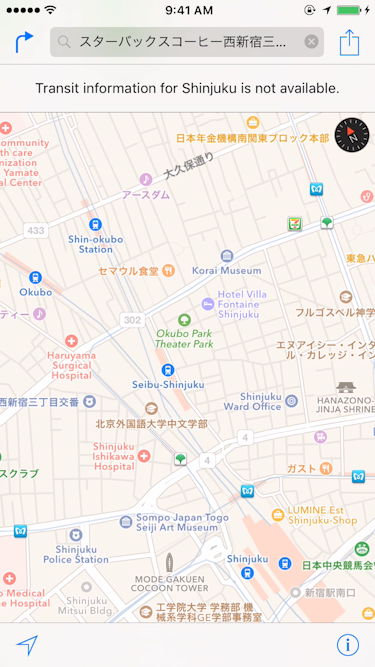 9:41 AM
スターバックスコーヒー西新宿三...
Transit information for Shinjuku is not available.
ommunity
th care
nization
Yamate
al Center
日本年金機構南関東ブロック本部
大久保通り
アースダム
433
Shin-okubo
Station
セマウル食堂
Korai Museum
東急ハ
Okubo
Hotel Villa
Fontaine
Shinjuku
フルゴスペル神学
ディー
302
Okubo Park
Theater Park
エヌアイシー・インタ
ル・カレッジ・イン
Haruyama
Surgical
Hospital
Seibu-Shinjuku
西新宿三丁目交番
Shinjuku
Ward Office
HANAZONO-
JINJA SHRINE
北京外国語大学中文学部
Shinjuku
Ishikawa
Hospital
4
4
スクラブ
ガスト
LUMINE Est
Shinjuku-Shop
Sompo Japan Togo
Seiji Art Museum
Shinjuku
Police Station
Shinjuku
日本中央競馬会
MODE GAKUEN
COCOON TOWER
o Medical
e Hospital
Shinjuku
Mitsui Bldg
新宿駅南口
工学院大学 学務部 機
械系学科GE学部事務室